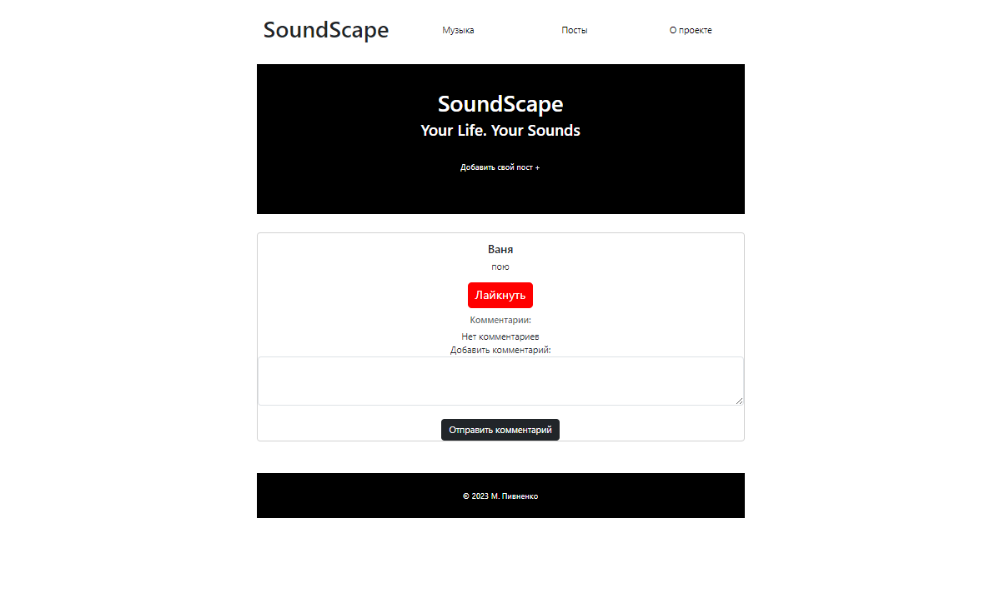 SoundScape Музыка Посты О проекте
SoundScape
Your Life. Your Sounds
Добавить свой пост +
Ваня
пою
Лайкнуть
Комментарии:
Нет комментариев
Добавить комментарий:
Отправить комментарий
© 2023 М. Пивненко